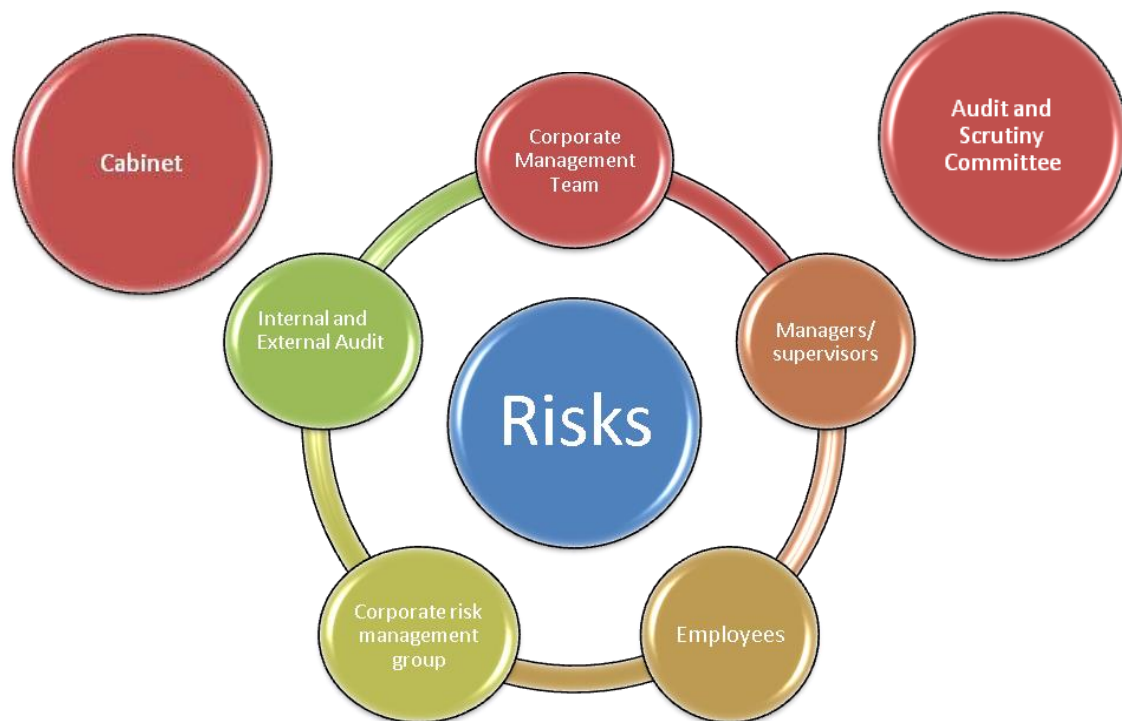 Cabinet
Corporate
Management
Team
Audit and
Scrutiny
Committee
Internal and
External Audit
Risks
Managers/
supervisors
Corporate risk
management
group
Employees